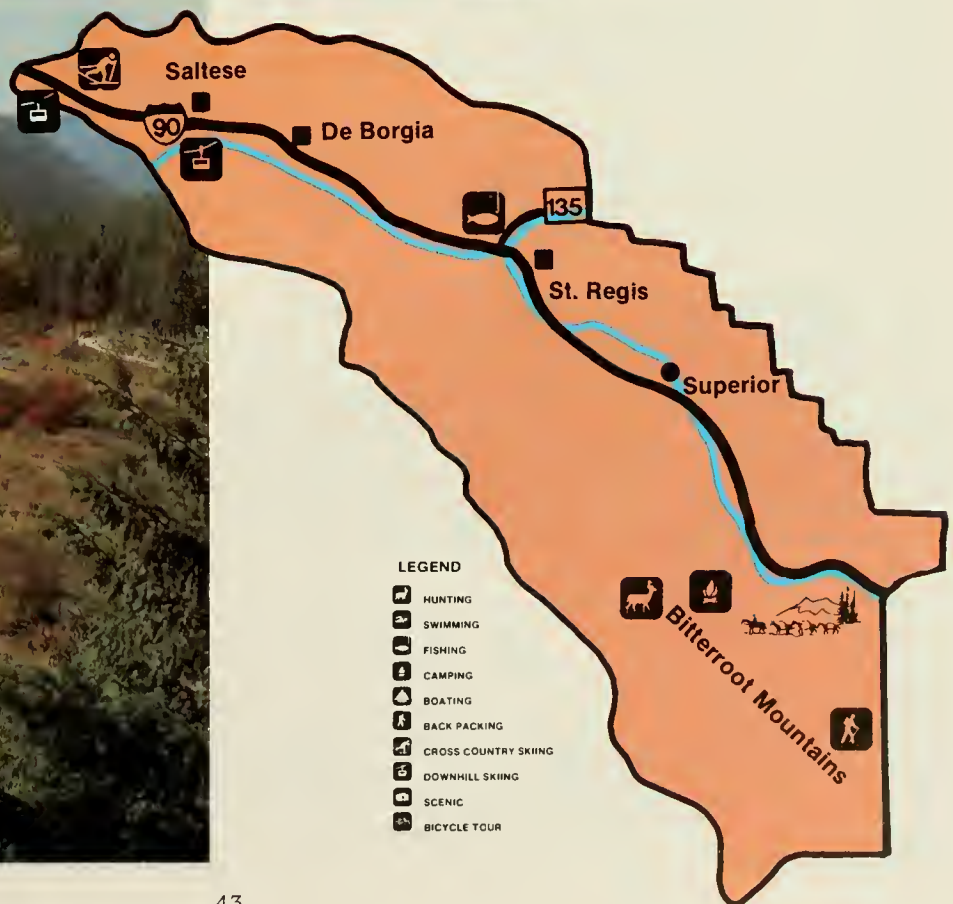 Saltese
90
De Borgia
135
St. Regis
Superior
Bitterroot Mountains
LEGEND
HUNTING
SWIMMING
FISHING
CAMPING
BOATING
BACK PACKING
CROSS COUNTRY SKIING
DOWNHILL SKIING
SCENIC
BICYCLE TOUR
43